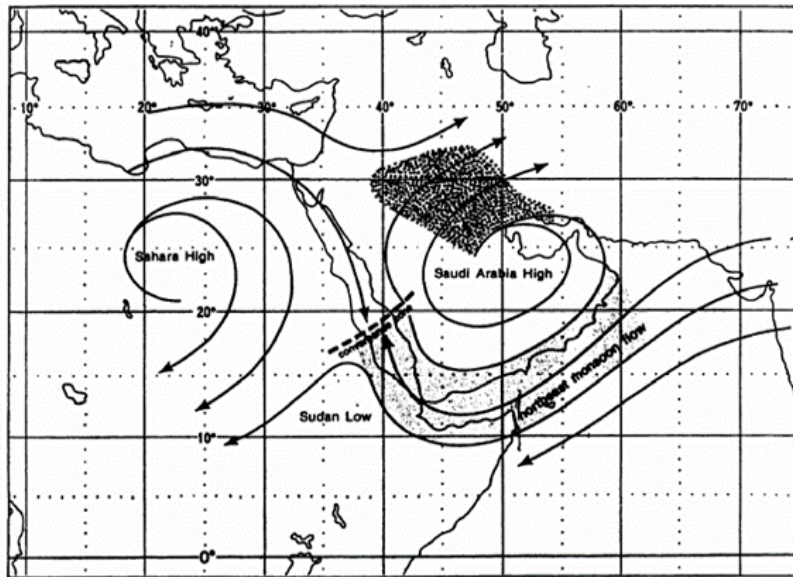 40°
10°
20°
30°
40°
50°
60°
70°
30°
Sahara High
Saudi Arabia High
20°
convergence zone
northeast monsoon flow
Sudan Low
10°
0°